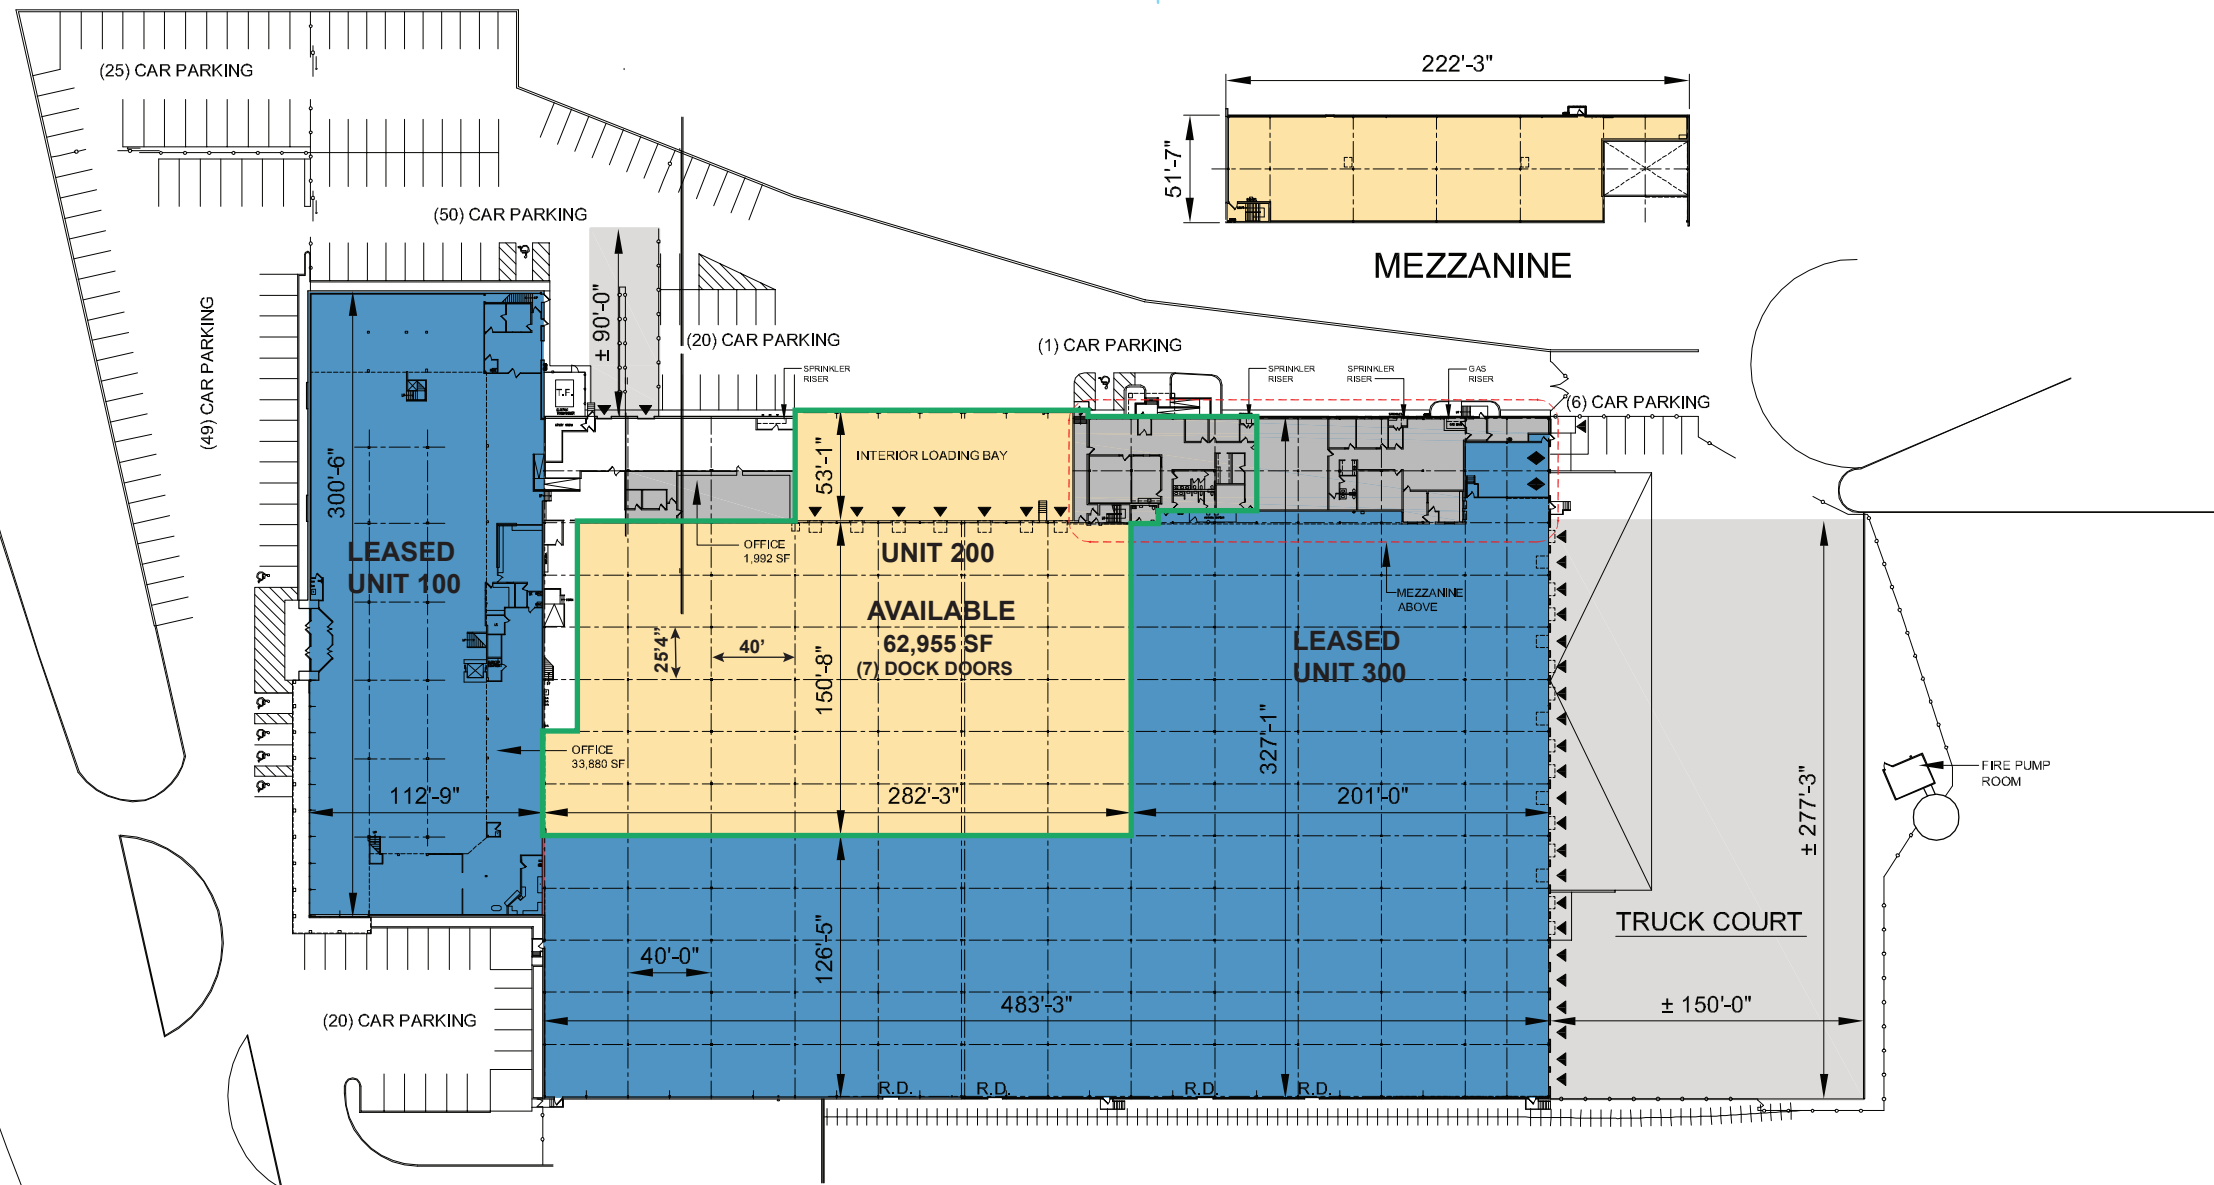 222'-3"
(25) CAR PARKING
51'-7"
(50) CAR PARKING
MEZZANINE
± 90'-0"
(49) CAR PARKING
(20) CAR PARKING
(1) CAR PARKING
SPRINKLER
RISER
SPRINKLER
RISER
SPRINKLER
RISER
GAS
RISER
T.F.
(6) CAR PARKING
53'-1"
INTERIOR LOADING BAY
300'-6"
LEASED
UNIT 100
OFFICE
1,992 SF
UNIT 200
AVAILABLE
62,955 SF
(7) DOCK DOORS
MEZZANINE
ABOVE
25'4"
40'
150'-8"
LEASED
UNIT 300
327'-1"
OFFICE
33,880 SF
112'-9"
282'-3"
201'-0"
± 277'-3"
FIRE PUMP
ROOM
TRUCK COURT
126'-5"
40'-0"
483'-3"
± 150'-0"
(20) CAR PARKING
R.D.
R.D.
R.D.
R.D.